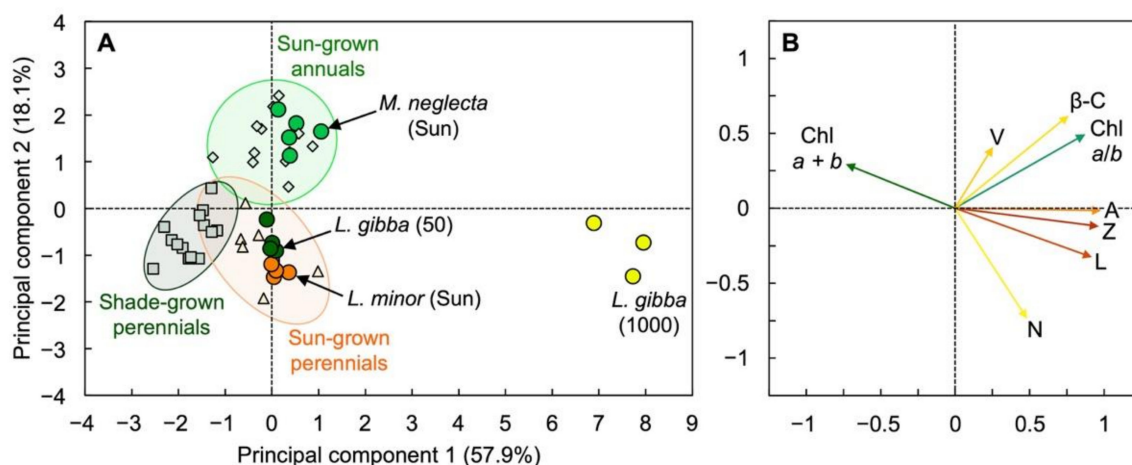 A
Sun-grown
annuals
M. neglecta
(Sun)
L. gibba (50)
L. minor (Sun)
L. gibba
(1000)
Shade-grown
perennials
Sun-grown
perennials
Principal component 2 (18.1%)
4
3
2
1
0
−1
−2
−3
−4
−4 −3 −2 −1 0 1 2 3 4 5 6 7 8 9
Principal component 1 (57.9%)
B
1
0.5
0
−0.5
−1
Chl
a + b
V
β-C
Chl
a/b
A
Z
L
N
−1 −0.5 0 0.5 1